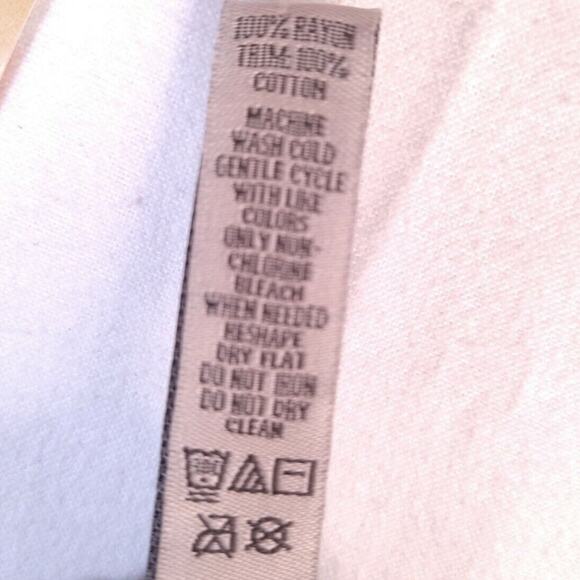 100% RAYON
TRIM: 100%
COTTON
MACHINE
WASH COLD
GENTLE CYCLE
WITH LIKE
COLORS
ONLY NON-
CHLORINE
BLEACH
WHEN NEEDED
RESHAPE
DRY FLAT
DO NOT IRON
DO NOT DRY
CLEAN